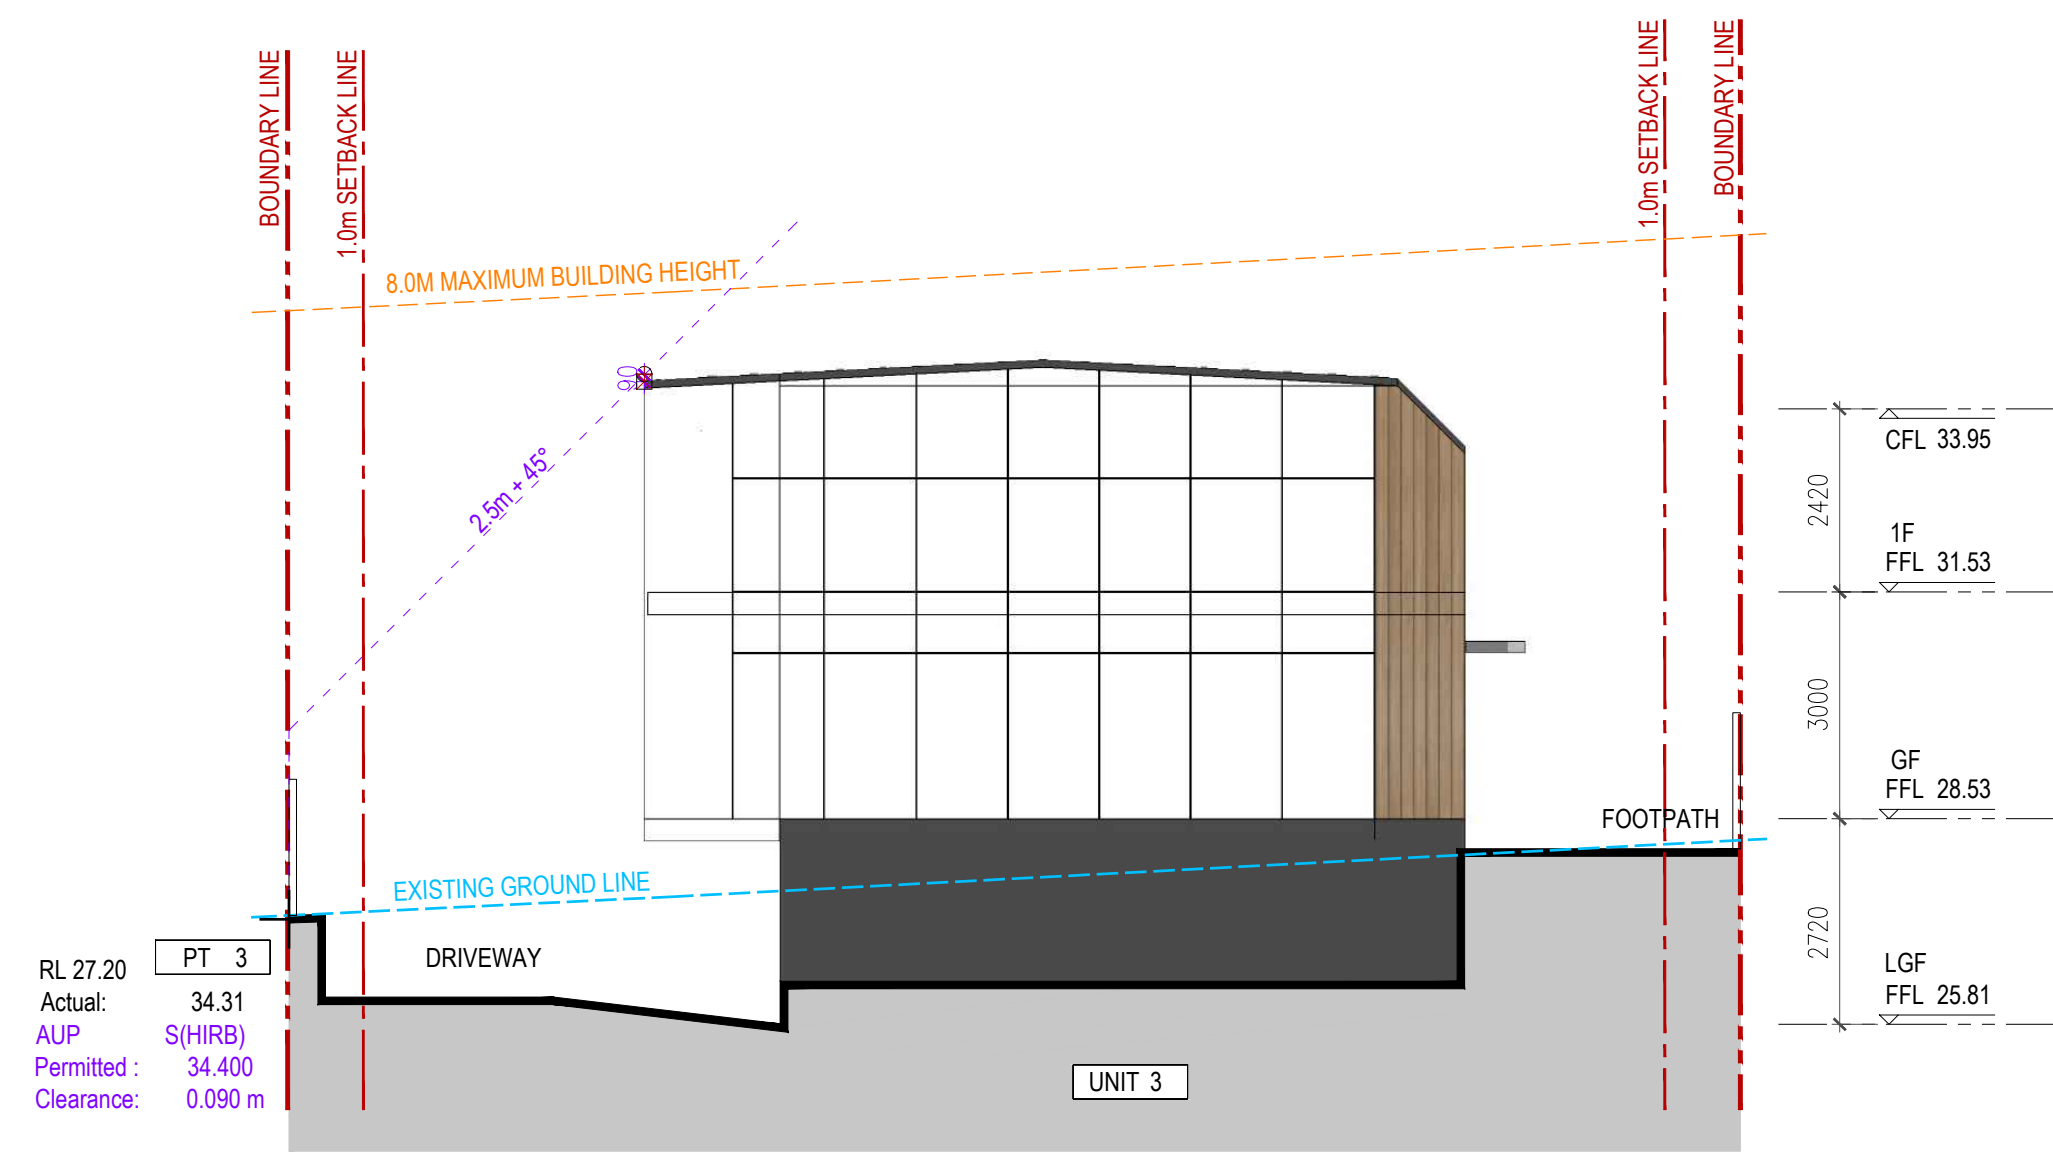 BOUNDARY LINE
1.0m SETBACK LINE
1.0m SETBACK LINE
BOUNDARY LINE
8.0M MAXIMUM BUILDING HEIGHT
90
2.5m + 45°
CFL 33.95
2420
1F
FFL 31.53
3000
GF
FFL 28.53
FOOTPATH
EXISTING GROUND LINE
2720
DRIVEWAY
LGF
FFL 25.81
PT 3
RL 27.20
Actual: 34.31
AUP S(HIRB)
Permitted : 34.400
Clearance: 0.090 m
UNIT 3